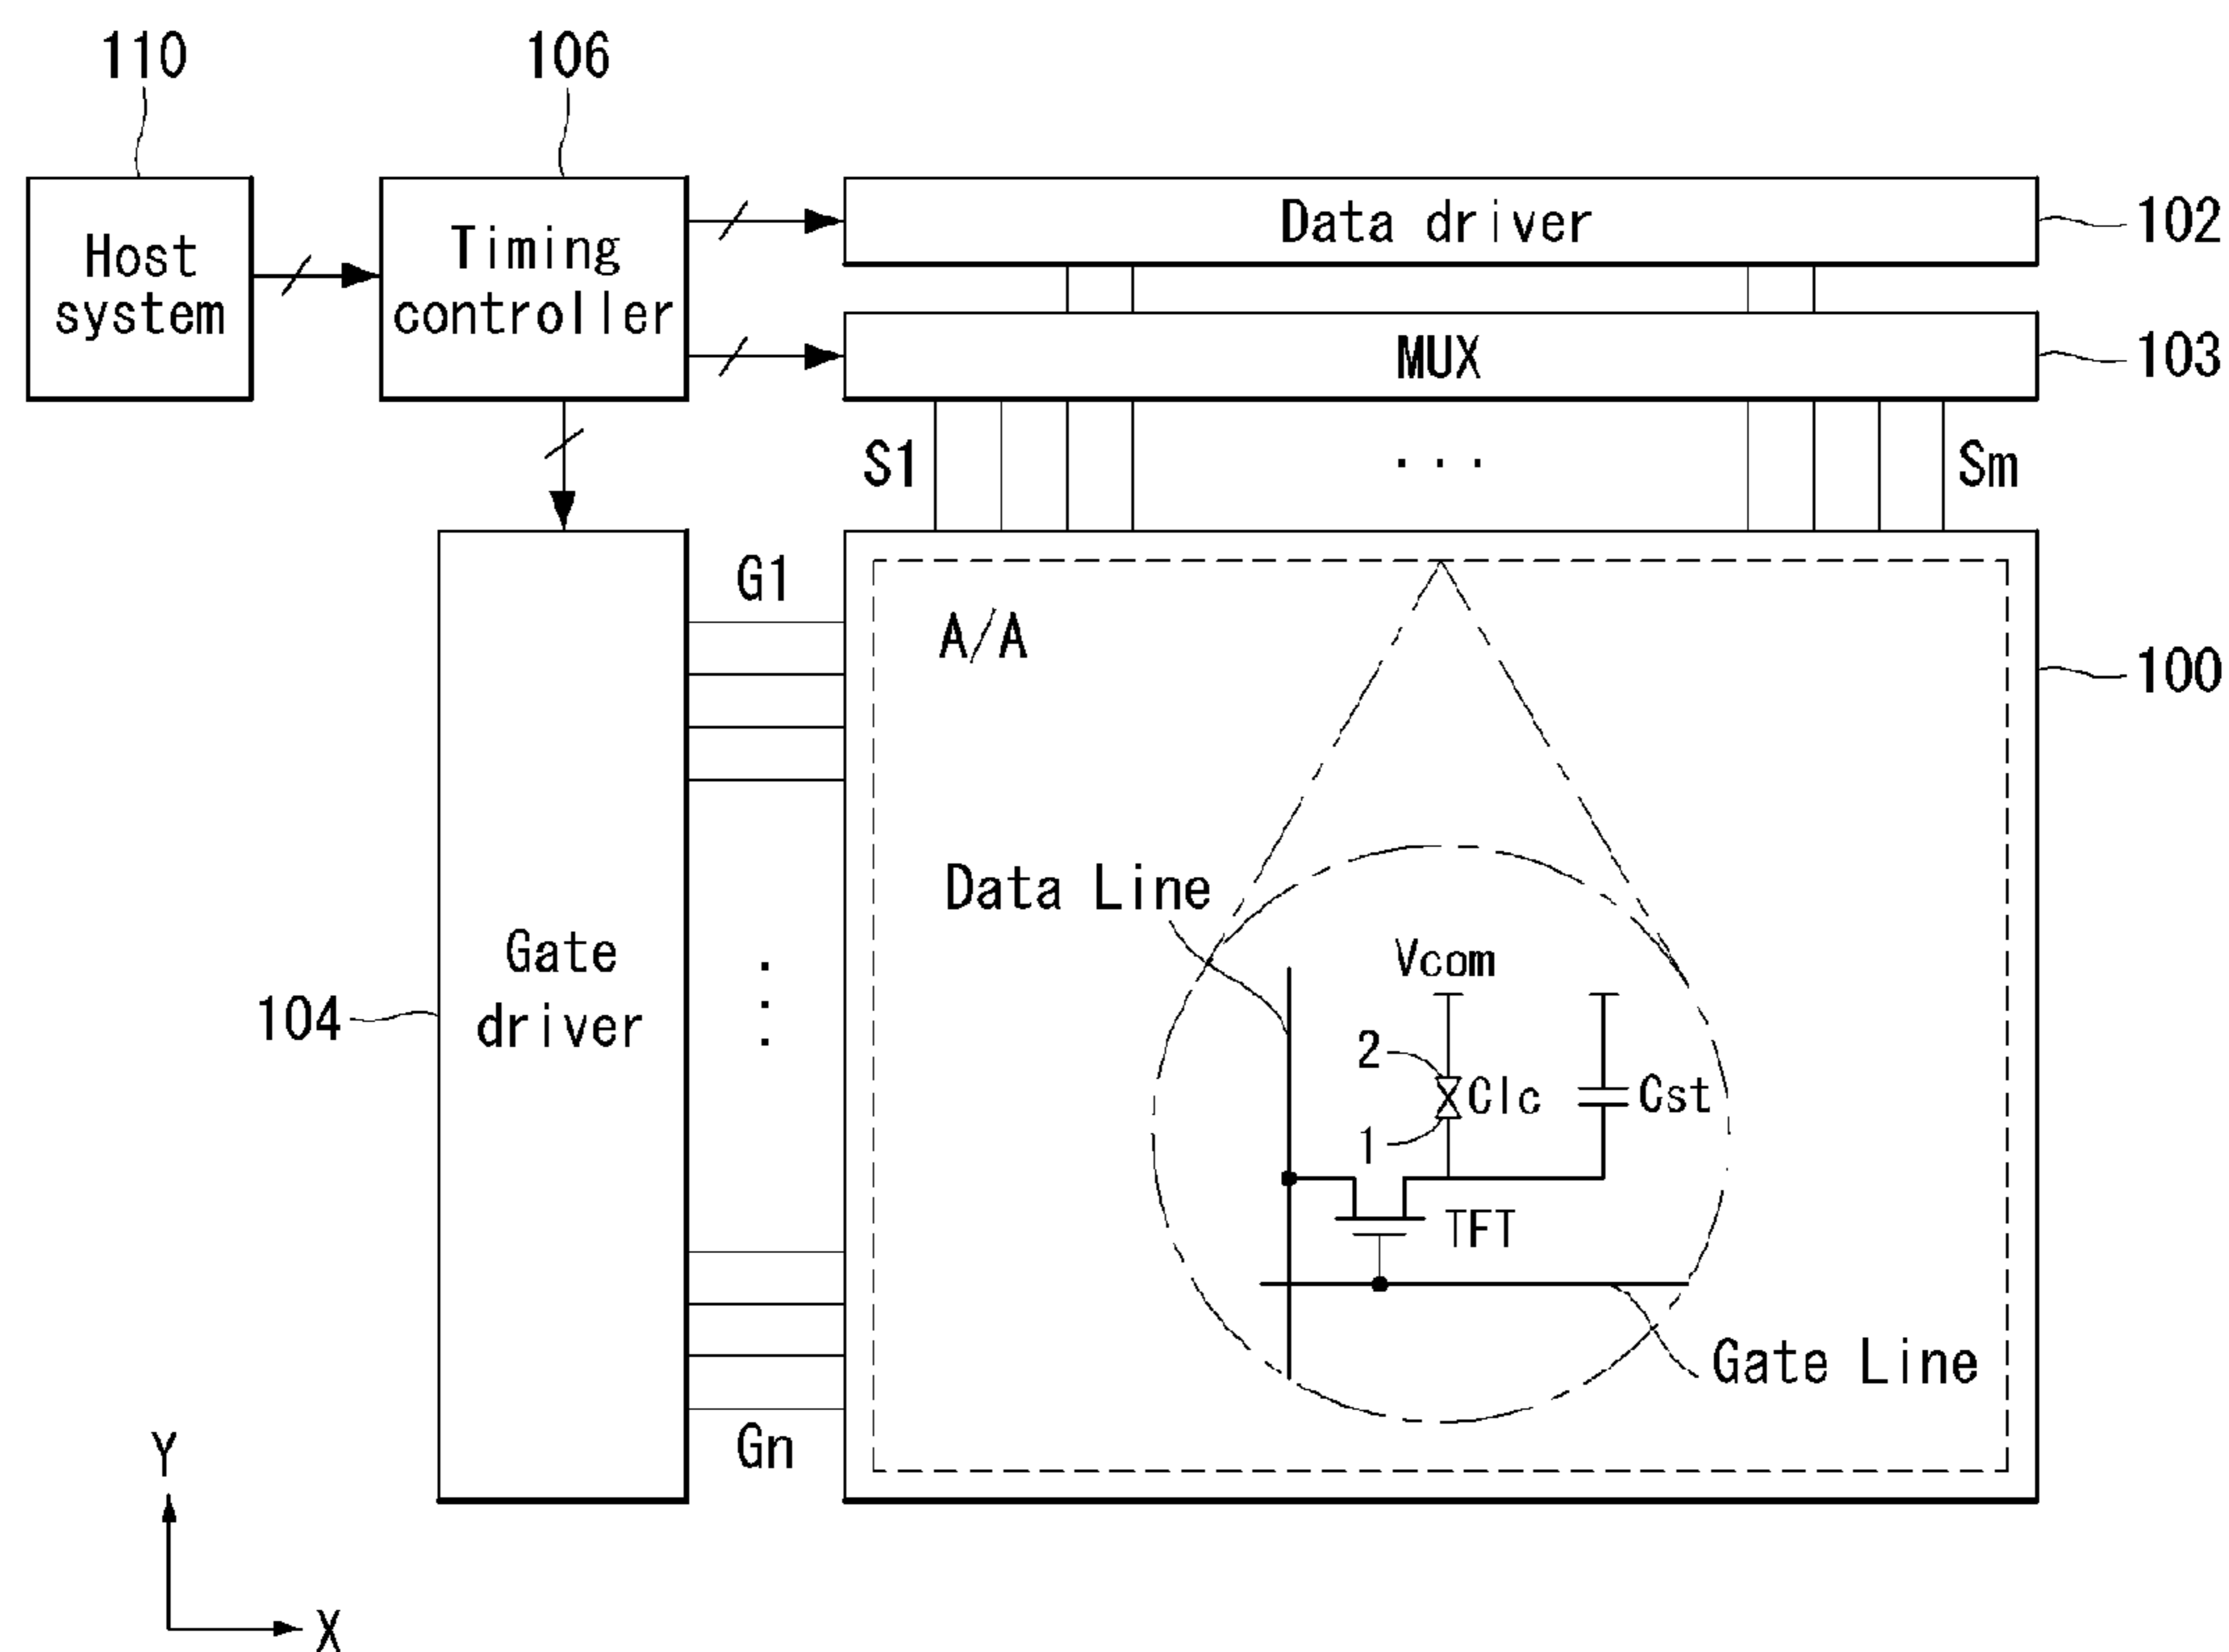 110
106
Host
system
Timing
controller
Data driver
102
MUX
103
S1
...
Sm
G1
A/A
100
Data Line
Gate
driver
104
Vcom
2
Clc
Cst
1
TFT
Gate Line
Gn
Y
X